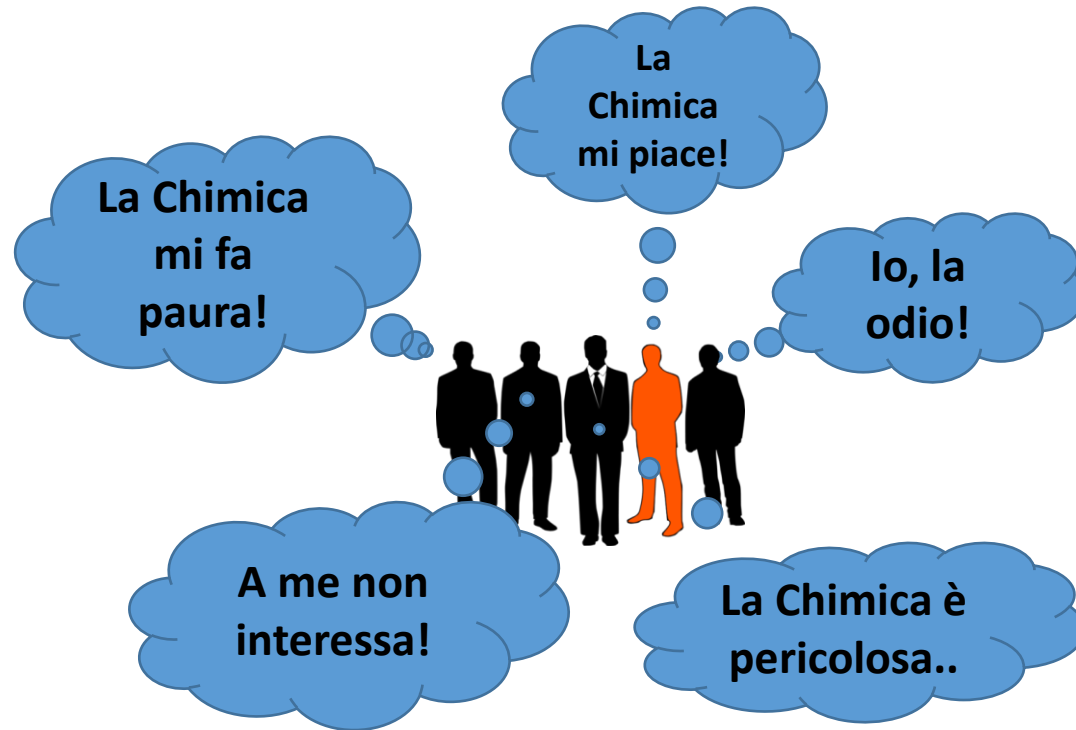 La
Chimica
mi piace!
La Chimica
mi fa
paura!
Io, la
odio!
A me non
interessa!
La Chimica è
pericolosa..